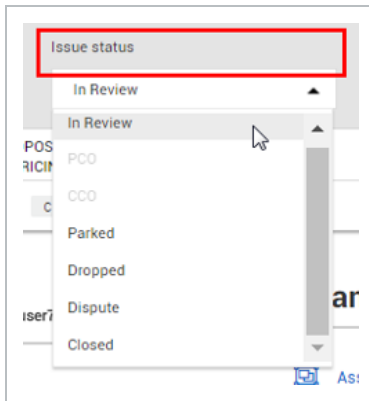 Issue status
In Review
In Review
PCO
CCO
Parked
Dropped
Dispute
Closed